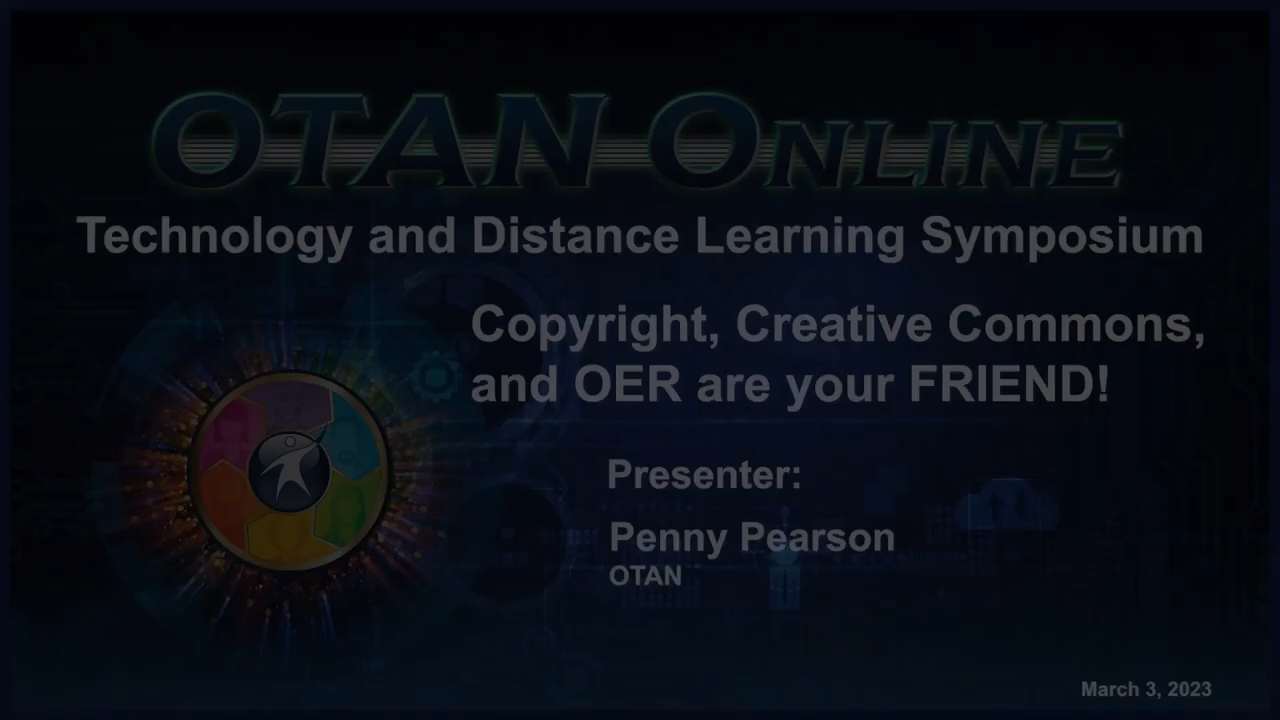 OTAN ONLINE
Technology and Distance Learning Symposium
Copyright, Creative Commons,
and OER are your FRIEND!
Presenter:
Penny Pearson
OTAN
March 3, 2023